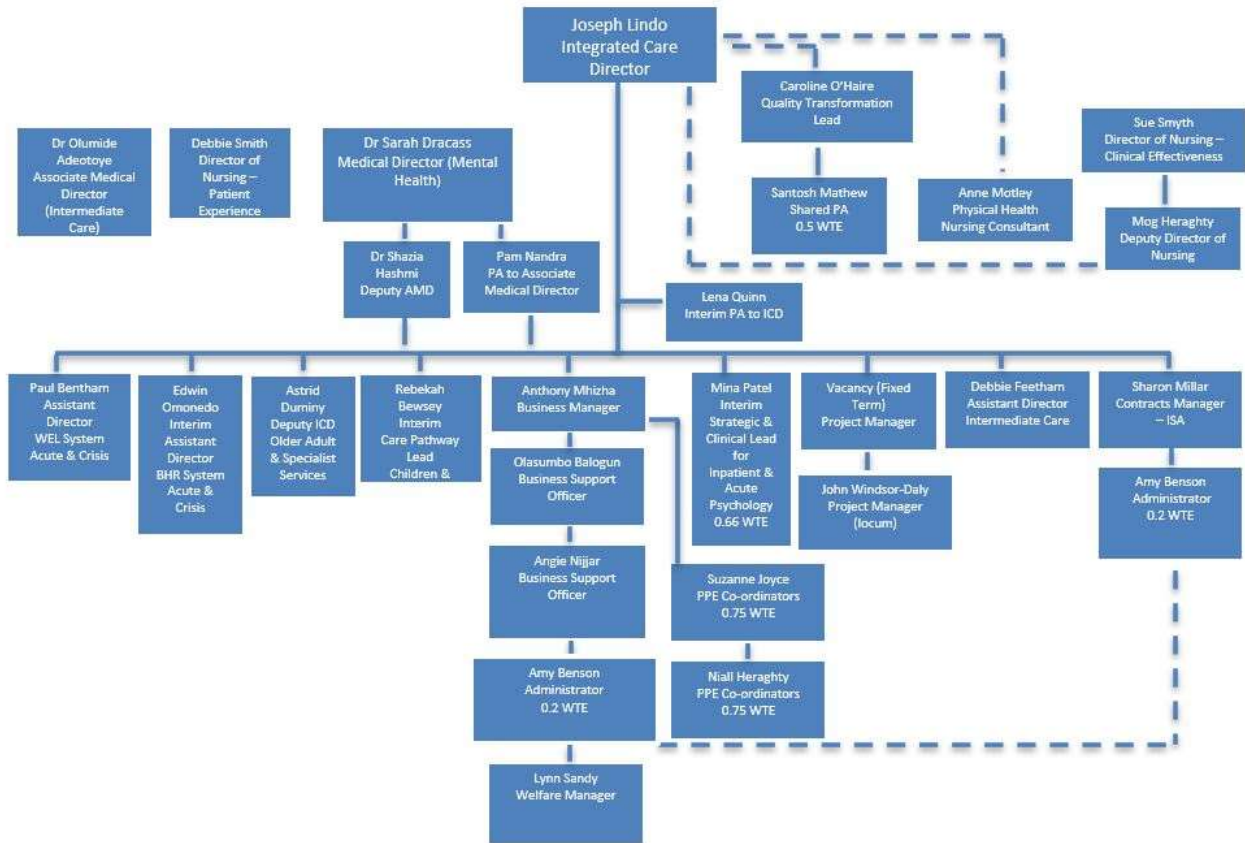 Joseph Lindo
Integrated Care
Director
Caroline O'Haire
Quality Transformation
Lead
Sue Smyth
Director of Nursing –
Clinical Effectiveness
Dr Olumide
Adeotoye
Associate Medical
Director
(Intermediate
Care)
Debbie Smith
Director of
Nursing –
Patient
Experience
Dr Sarah Dracass
Medical Director (Mental
Health)
Santosh Mathew
Shared PA
0.5 WTE
Anne Motley
Physical Health
Nursing Consultant
Mog Heraghty
Deputy Director of
Nursing
Dr Shazia
Hashmi
Deputy AMD
Pam Nandra
PA to Associate
Medical Director
Lena Quinn
Interim PA to ICD
Paul Bentham
Assistant
Director
WEL System
Acute & Crisis
Edwin
Omonedo
Interim
Assistant
Director
BHR System
Acute &
Crisis
Astrid
Duminy
Deputy ICD
Older Adult
& Specialist
Services
Rebekah
Bewsey
Interim
Care Pathway
Lead
Children &
Anthony Mhizha
Business Manager
Mina Patel
Interim
Strategic &
Clinical Lead
for
Inpatient &
Acute
Psychology
0.66 WTE
Vacancy (Fixed
Term)
Project Manager
Debbie Feetham
Assistant Director
Intermediate Care
Sharon Millar
Contracts Manager
– ISA
Olasumbo Balogun
Business Support
Officer
John Windsor-Daly
Project Manager
(locum)
Amy Benson
Administrator
0.2 WTE
Angie Nijjar
Business Support
Officer
Suzanne Joyce
PPE Co-ordinators
0.75 WTE
Amy Benson
Administrator
0.2 WTE
Niall Heraghty
PPE Co-ordinators
0.75 WTE
Lynn Sandy
Welfare Manager